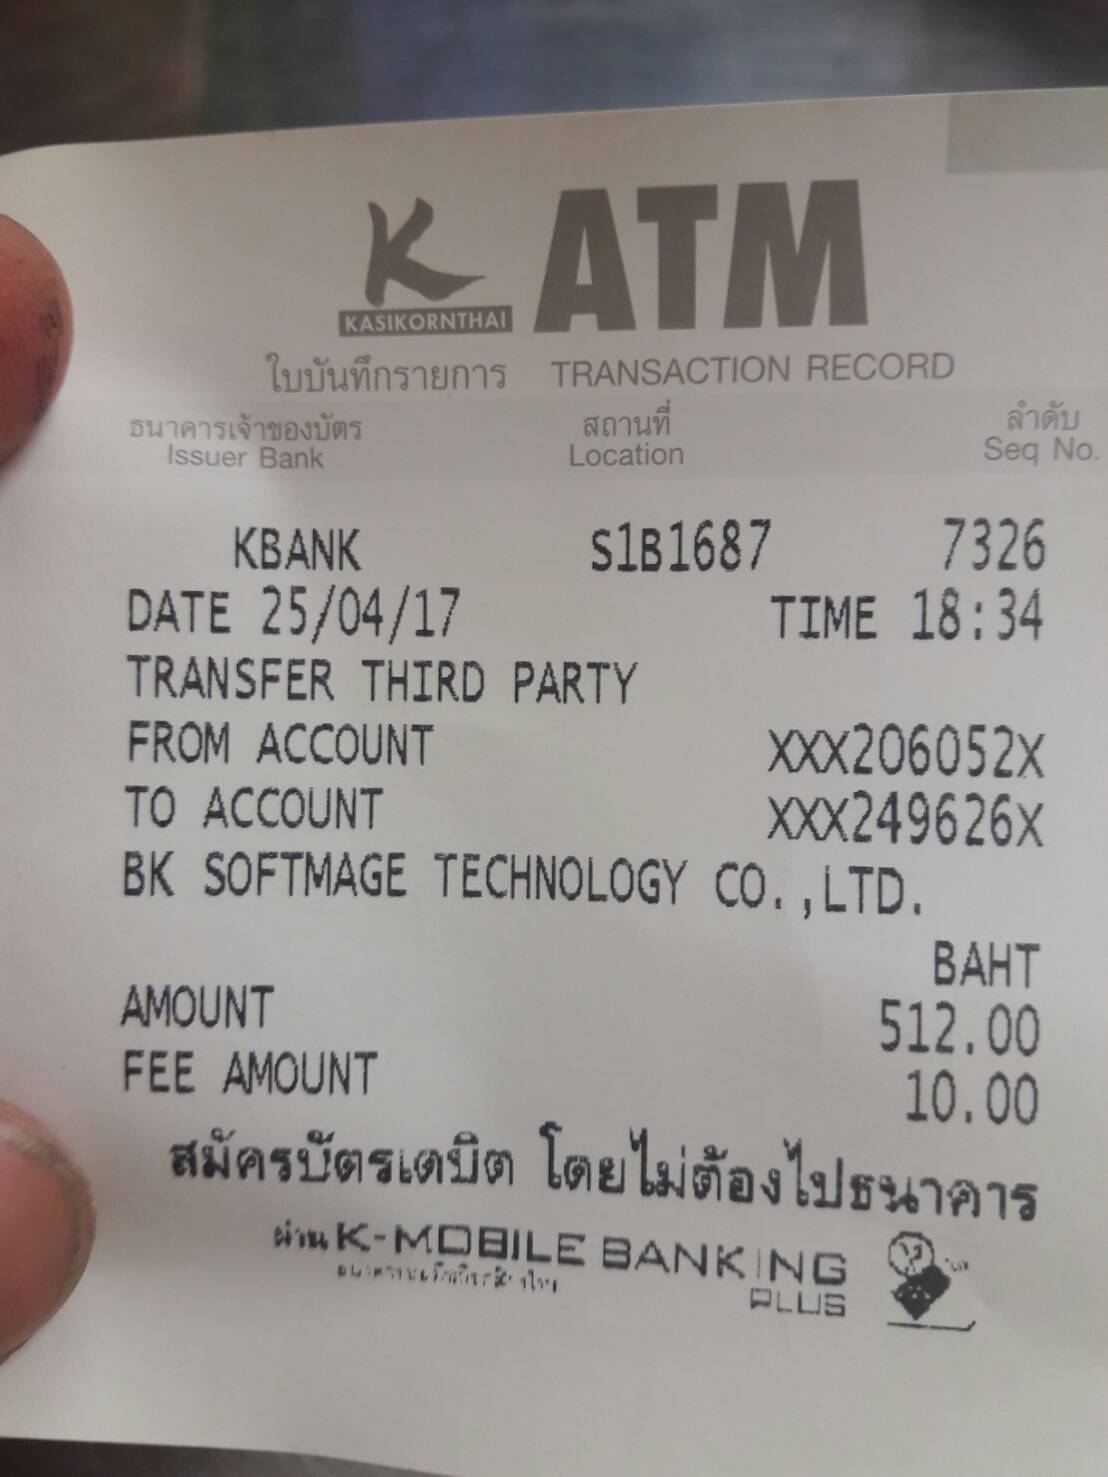 K ATM
KASIKORNTHAI
ใบบันทึกรายการ TRANSACTION RECORD
ธนาคารเจ้าของบัตร สถานที่ ลำดับ
Issuer Bank Location Seq No.
KBANK S1B1687 7326
DATE 25/04/17 TIME 18:34
TRANSFER THIRD PARTY
FROM ACCOUNT XXX206052X
TO ACCOUNT XXX249626X
BK SOFTMAGE TECHNOLOGY CO.,LTD.
BAHT
AMOUNT 512.00
FEE AMOUNT 10.00
สมัครบัตรเดบิต โดยไม่ต้องไปธนาคาร
ผ่าน K-MOBILE BANKING
PLUS